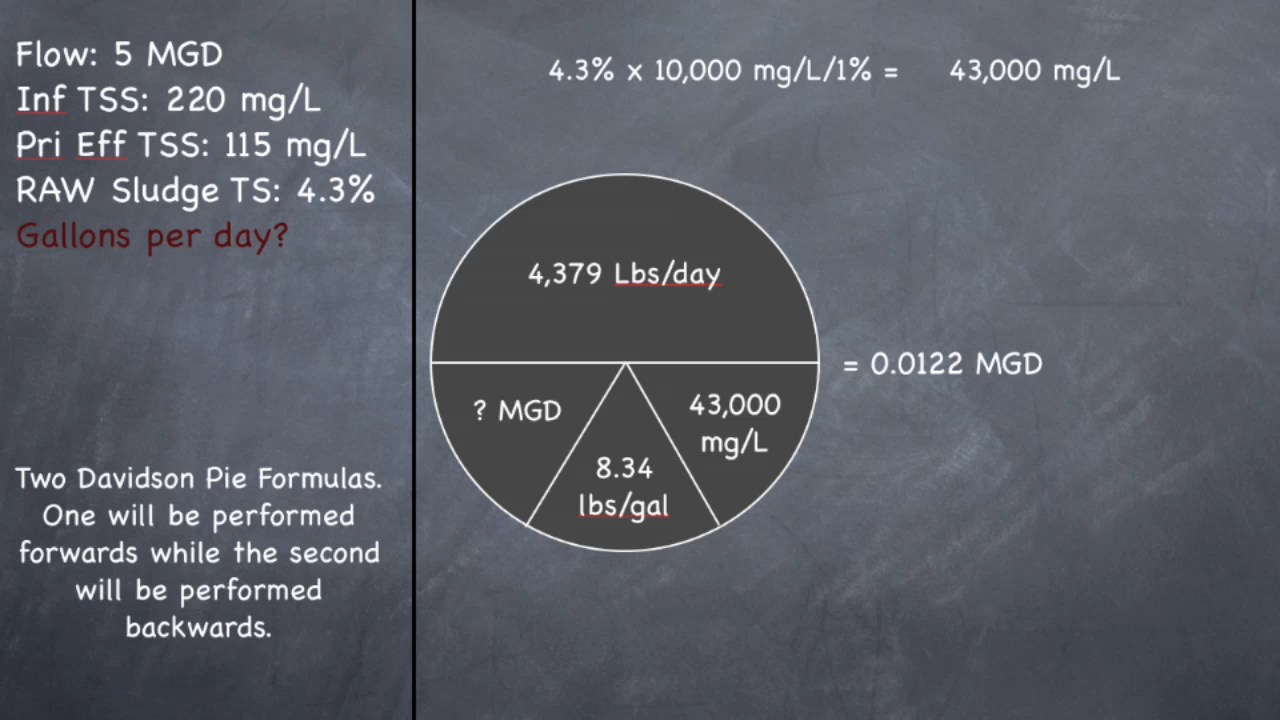 Flow: 5 MGD
Inf TSS: 220 mg/L
Pri Eff TSS: 115 mg/L
RAW Sludge TS: 4.3%
Gallons per day?
Two Davidson Pie Formulas.
One will be performed
forwards while the second
will be performed
backwards.
4.3% x 10,000 mg/L/1% = 43,000 mg/L
4,379 Lbs/day
? MGD
8.34
lbs/gal
43,000
mg/L
= 0.0122 MGD